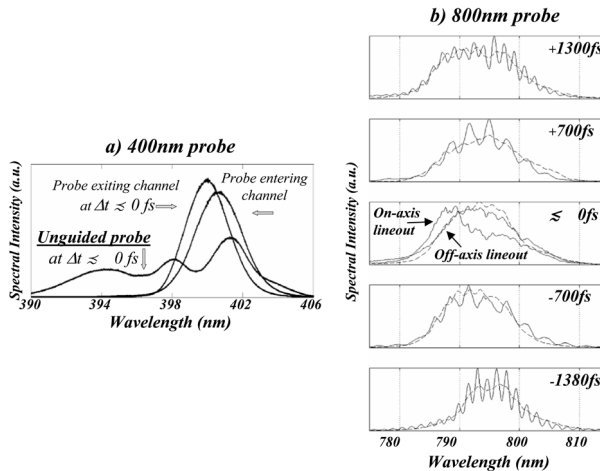 a) 400nm probe
Spectral Intensity (a.u.)
Probe exiting channel
at Δt ≲ 0 fs
Probe entering
channel
Unguided probe
at Δt ≲ 0 fs
390
394
398
402
406
Wavelength (nm)
b) 800nm probe
Spectral Intensity (a.u.)
+1300fs
+700fs
≲ 0fs
On-axis
lineout
Off-axis lineout
-700fs
-1380fs
780
790
800
810
Wavelength (nm)